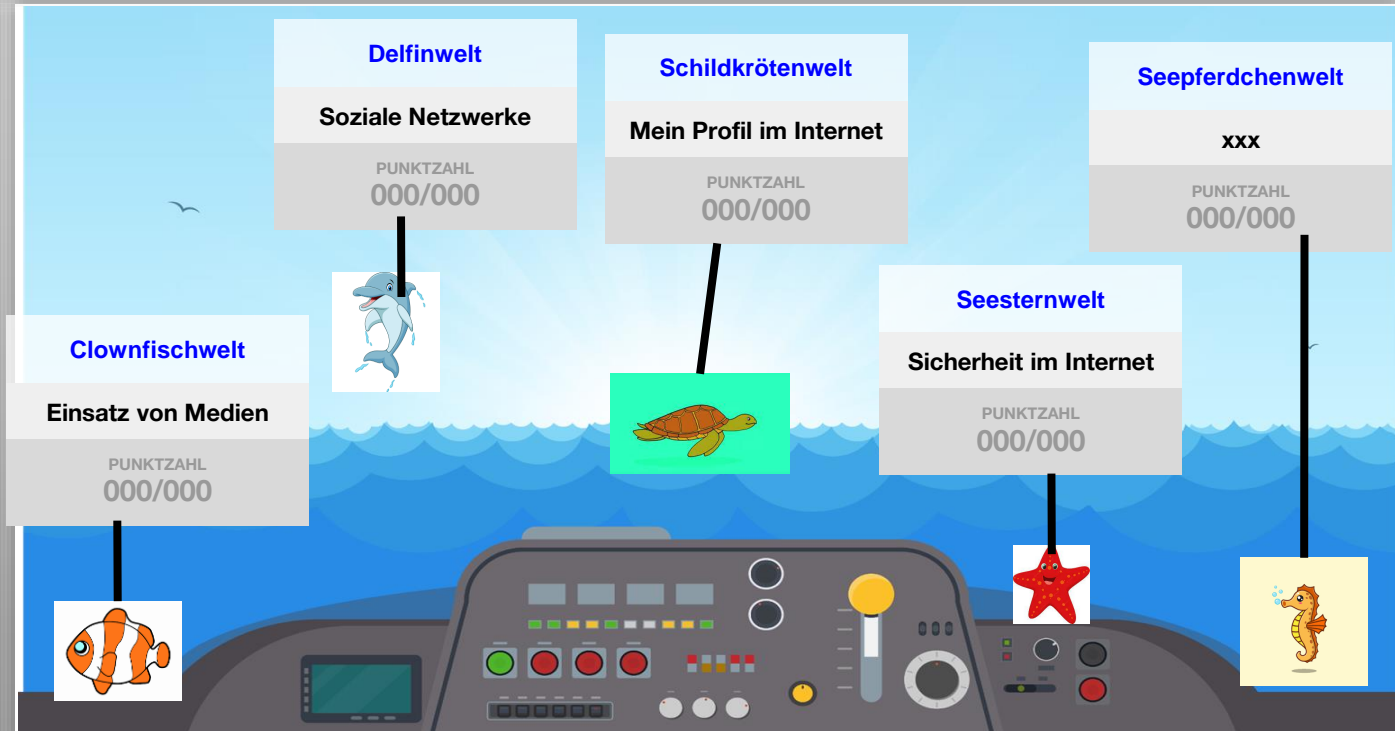 Delfinwelt
Soziale Netzwerke
PUNKTZAHL
000/000
Schildkrötenwelt
Mein Profil im Internet
PUNKTZAHL
000/000
Seepferdchenwelt
xxx
PUNKTZAHL
000/000
Seesternwelt
Sicherheit im Internet
PUNKTZAHL
000/000
Clownfischwelt
Einsatz von Medien
PUNKTZAHL
000/000